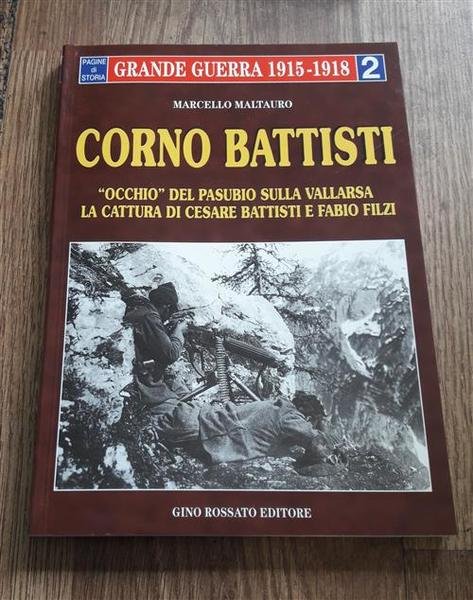 PAGINE
di
STORIA
GRANDE GUERRA 1915-1918
2
MARCELLO MALTAURO
CORNO BATTISTI
"OCCHIO" DEL PASUBIO SULLA VALLARSA
LA CATTURA DI CESARE BATTISTI E FABIO FILZI
GINO ROSSATO EDITORE